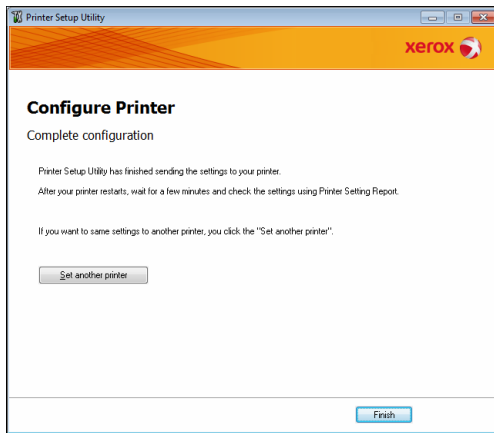 Printer Setup Utility
xerox
Configure Printer
Complete configuration
Printer Setup Utility has finished sending the settings to your printer.
After your printer restarts, wait for a few minutes and check the settings using Printer Setting Report.
If you want to same settings to another printer, you click the "Set another printer".
Set another printer
Finish